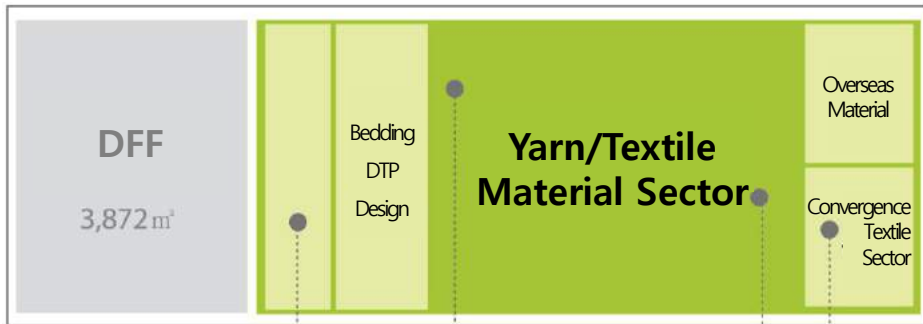 DFF
3,872㎡
Bedding
DTP
Design
Yarn/Textile
Material Sector
Overseas
Material
Convergence
Textile
Sector